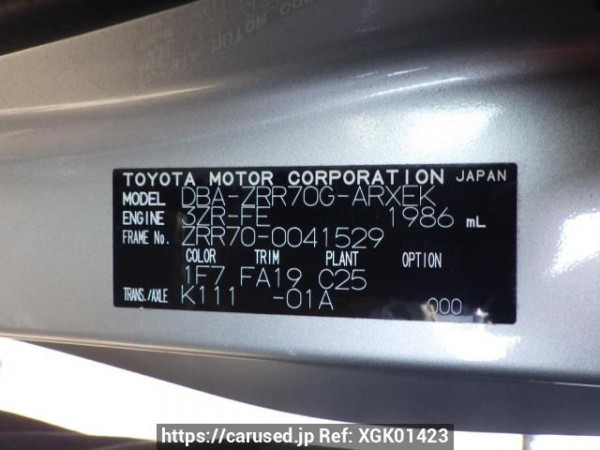 TOYOTA MOTOR CORPORATION JAPAN
MODEL DBA-ZRR70G-ARXEK
ENGINE 3ZR-FE 1986 mL
FRAME NO. ZRR70-0041529
COLOR TRIM PLANT OPTION
1F7 FA19 C25
TRANS./AXLE K111 -01A 000
https://carused.jp Ref: XGK01423